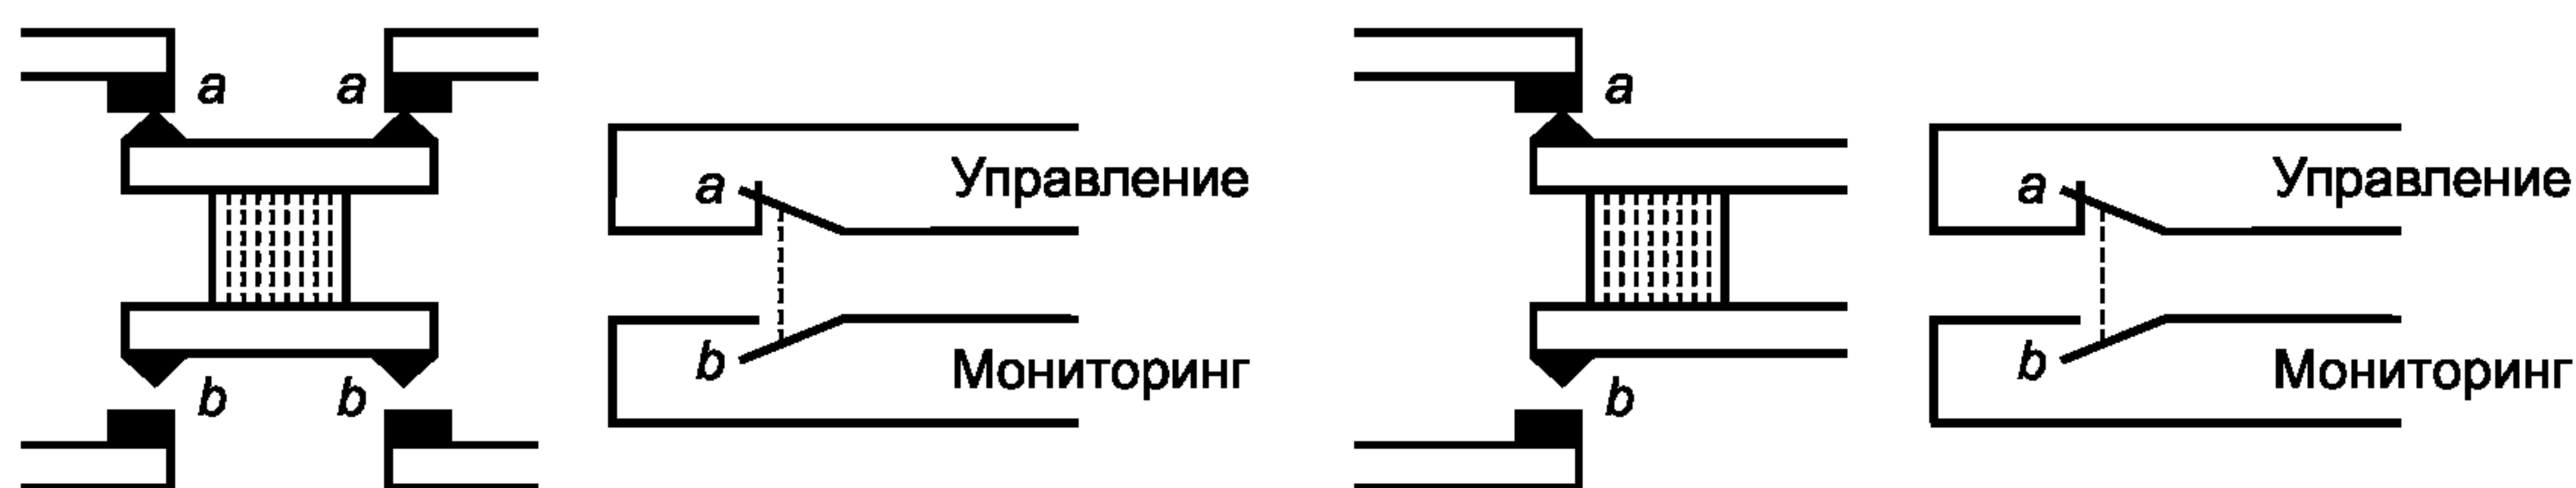 a a
b b
a Управление
b Мониторинг
a
b
a Управление
b Мониторинг